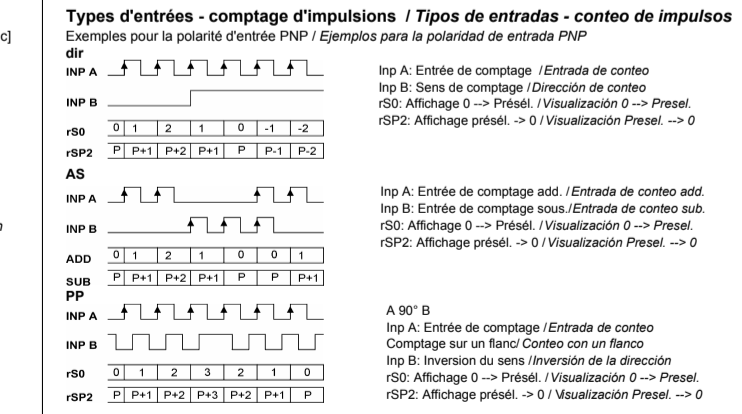 Types d'entrées - comptage d'impulsions / Tipos de entradas - conteo de impulsos
c]
Exemples pour la polarité d'entrée PNP / Ejemplos para la polaridad de entrada PNP
dir
INP A
INP B
rS0 0 1 2 1 0 -1 -2
rSP2 P P+1 P+2 P+1 P P-1 P-2
Inp A: Entrée de comptage / Entrada de conteo
Inp B: Sens de comptage / Dirección de conteo
rS0: Affichage 0 --> Présél. / Visualización 0 --> Presel.
rSP2: Affichage présél. -> 0 / Visualización Presel. --> 0
AS
INP A
INP B
ADD 0 1 2 1 0 0 1
SUB P P+1 P+2 P+1 P P P+1
Inp A: Entrée de comptage add. / Entrada de conteo add.
Inp B: Entrée de comptage sous./ Entrada de conteo sub.
rS0: Affichage 0 --> Présél. / Visualización 0 --> Presel.
rSP2: Affichage présél. -> 0 / Visualización Presel. --> 0
PP
INP A
INP B
rS0 0 1 2 3 2 1 0
rSP2 P P+1 P+2 P+3 P+2 P+1 P
A 90° B
Inp A: Entrée de comptage / Entrada de conteo
Comptage sur un flanc/ Conteo con un flanco
Inp B: Inversion du sens / Inversión de la dirección
rS0: Affichage 0 --> Présél. / Visualización 0 --> Presel.
rSP2: Affichage présél. -> 0 / Visualización Presel. --> 0